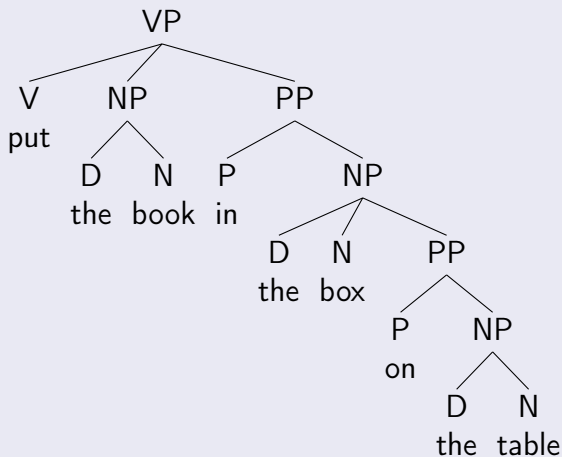 VP
V NP PP
put
D N P NP
the book in
D N PP
the box
P NP
on
D N
the table